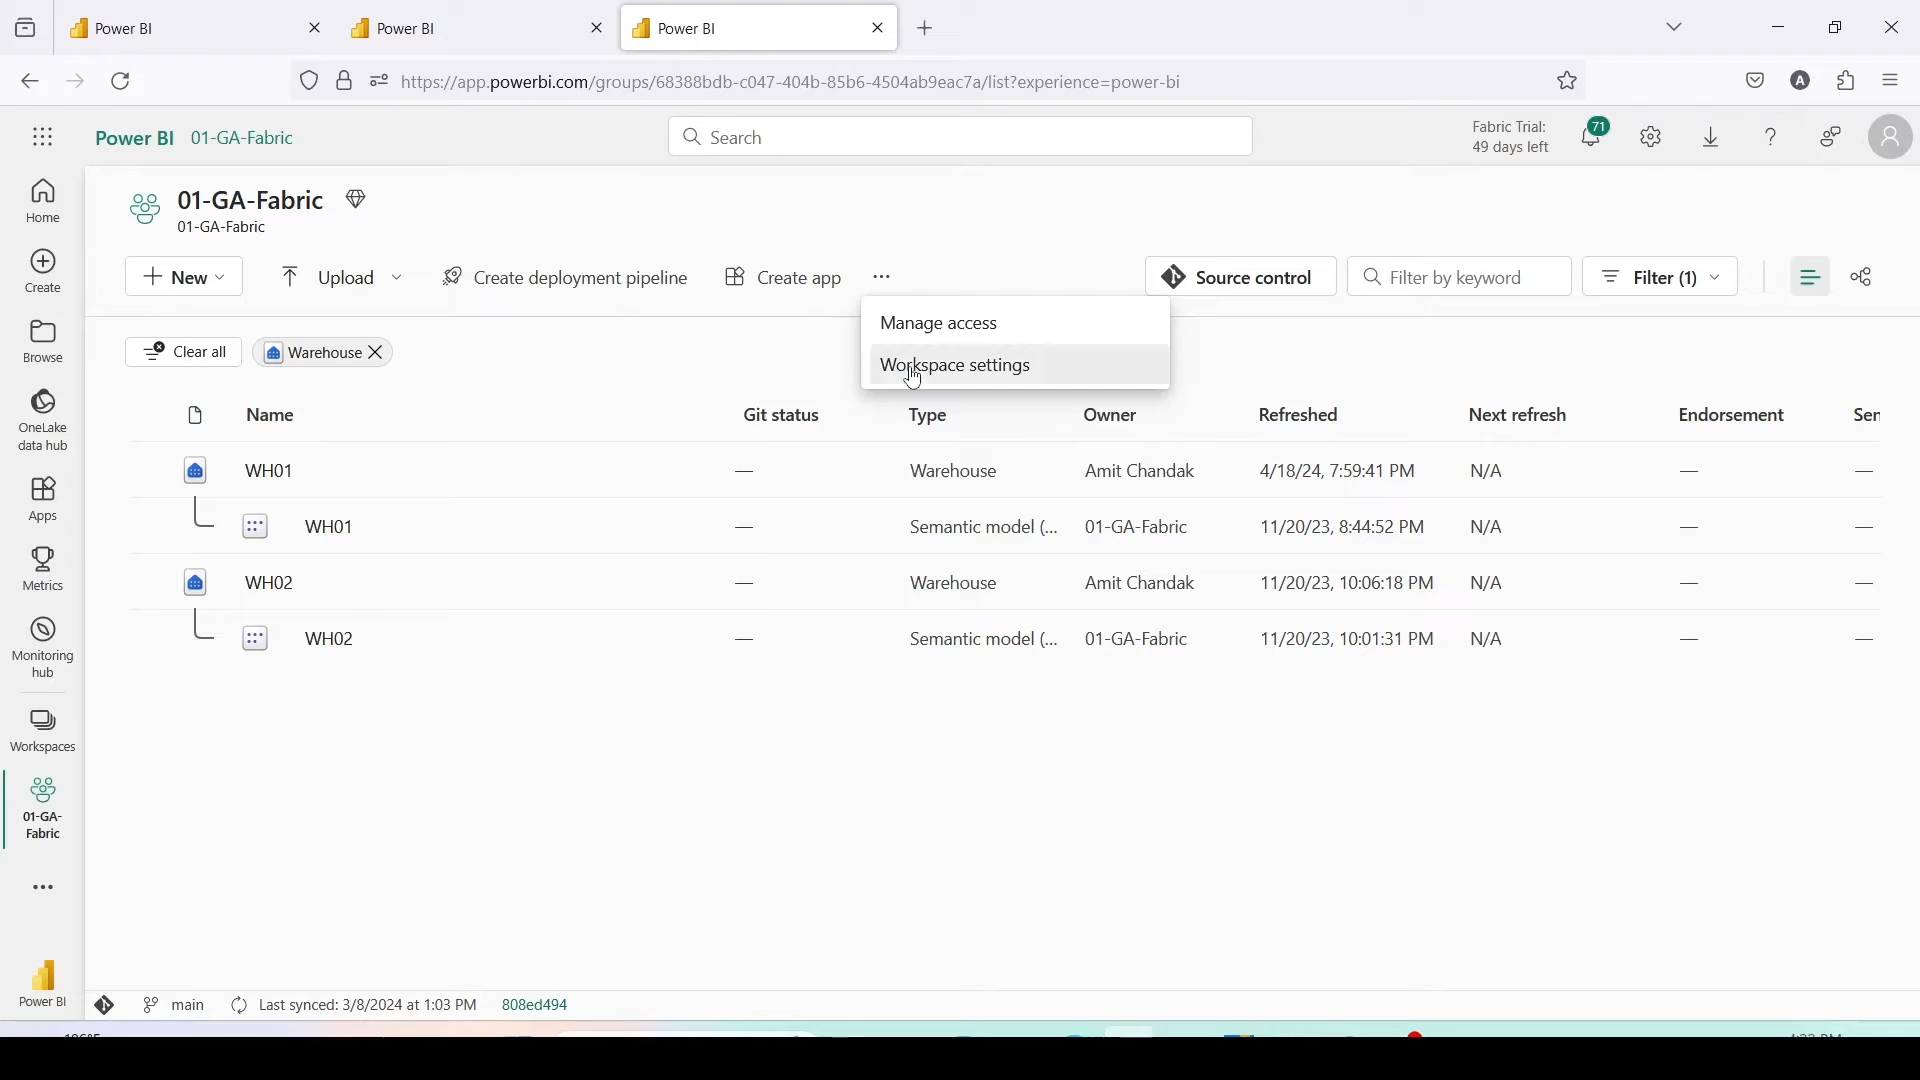 Power BI
Power BI
Power BI
https://app.powerbi.com/groups/68388bdb-c047-404b-85b6-4504ab9eac7a/list?experience=power-bi
A
Power BI 01-GA-Fabric
Search
Fabric Trial:
49 days left
71
01-GA-Fabric
01-GA-Fabric
New
Upload
Create deployment pipeline
Create app
Source control
Filter by keyword
Filter (1)
Manage access
Workspace settings
Clear all
Warehouse
Name Git status Type Owner Refreshed Next refresh Endorsement Sen
WH01 — Warehouse Amit Chandak 4/18/24, 7:59:41 PM N/A — —
WH01 — Semantic model (... 01-GA-Fabric 11/20/23, 8:44:52 PM N/A — —
WH02 — Warehouse Amit Chandak 11/20/23, 10:06:18 PM N/A — —
WH02 — Semantic model (... 01-GA-Fabric 11/20/23, 10:01:31 PM N/A — —
Home
Create
Browse
OneLake
data hub
Apps
Metrics
Monitoring
hub
Workspaces
01-GA-
Fabric
Power BI
main
Last synced: 3/8/2024 at 1:03 PM
808ed494